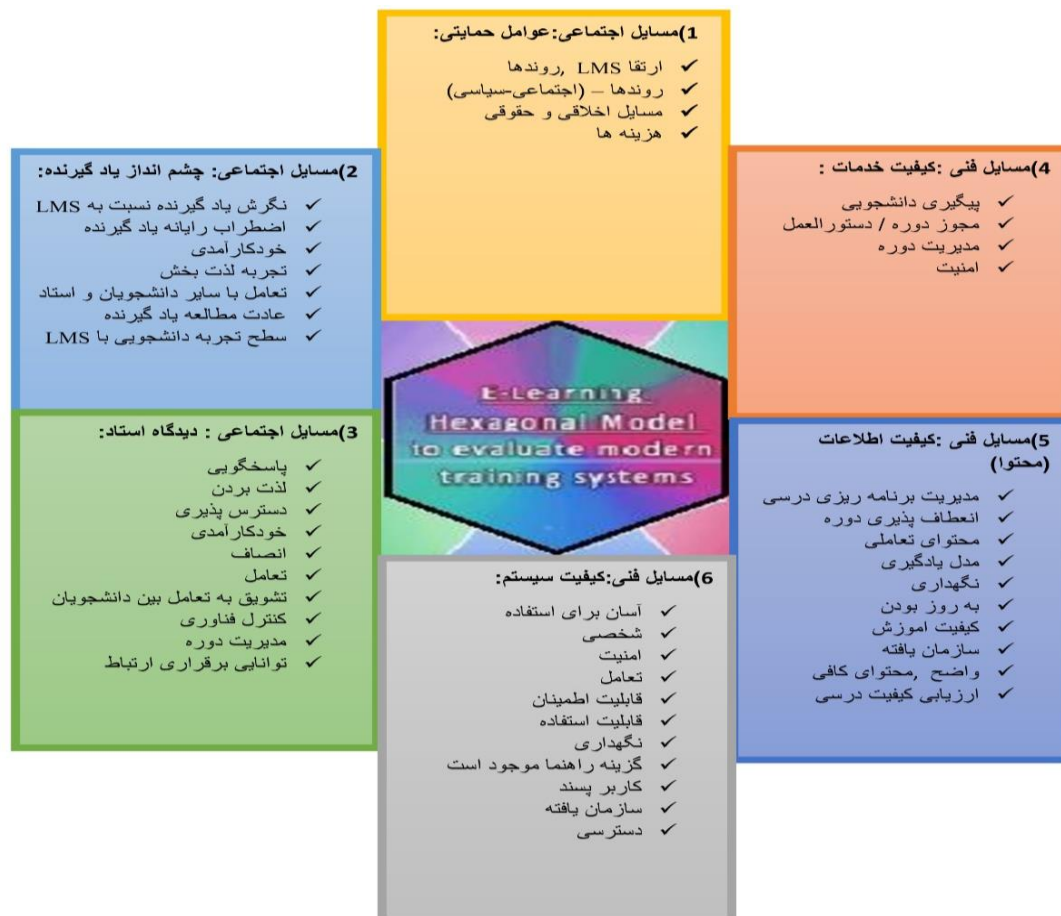 1)مسایل اجتماعی:عوامل حمایتی:
✓ ارتقا LMS ,روندها
✓ روندها – (اجتماعی-سیاسی)
✓ مسایل اخلاقی و حقوقی
✓ هزینه ها
2)مسایل اجتماعی: چشم انداز یاد گیرنده:
✓ نگرش یاد گیرنده نسبت به LMS
✓ اضطراب رایانه یاد گیرنده
✓ خودکارآمدی
✓ تجربه لذت بخش
✓ تعامل با سایر دانشجویان و استاد
✓ عادت مطالعه یاد گیرنده
✓ سطح تجربه دانشجویی با LMS
3)مسایل اجتماعی : دیدگاه استاد:
✓ پاسخگویی
✓ لذت بردن
✓ دسترس پذیری
✓ خودکارآمدی
✓ انصاف
✓ تعامل
✓ تشویق به تعامل بین دانشجویان
✓ کنترل فناوری
✓ مدیریت دوره
✓ توانایی برقراری ارتباط
4)مسایل فنی :کیفیت خدمات :
✓ پیگیری دانشجویی
✓ مجوز دوره / دستورالعمل
✓ مدیریت دوره
✓ امنیت
5)مسایل فنی :کیفیت اطلاعات
(محتوا)
✓ مدیریت برنامه ریزی درسی
✓ انعطاف پذیری دوره
✓ محتوای تعاملی
✓ مدل یادگیری
✓ نگهداری
✓ به روز بودن
✓ کیفیت اموزش
✓ سازمان یافته
✓ واضح ,محتوای کافی
✓ ارزیابی کیفیت درسی
6)مسایل فنی:کیفیت سیستم:
✓ آسان برای استفاده
✓ شخصی
✓ امنیت
✓ تعامل
✓ قابلیت اطمینان
✓ قابلیت استفاده
✓ نگهداری
✓ گزینه راهنما موجود است
✓ کاربر پسند
✓ سازمان یافته
✓ دسترسی
E-Learning
Hexagonal Model
to evaluate modern
training systems